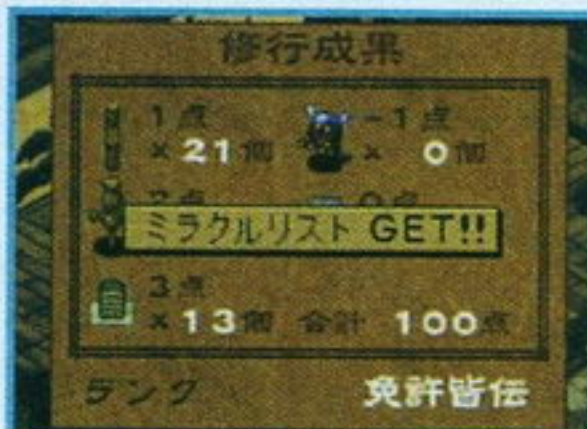 修行成果
1点 -1点
×21個 × 0個
2点
ミラクルリスト GET!!
3点
×13個 合計 100点
ランク 免許皆伝